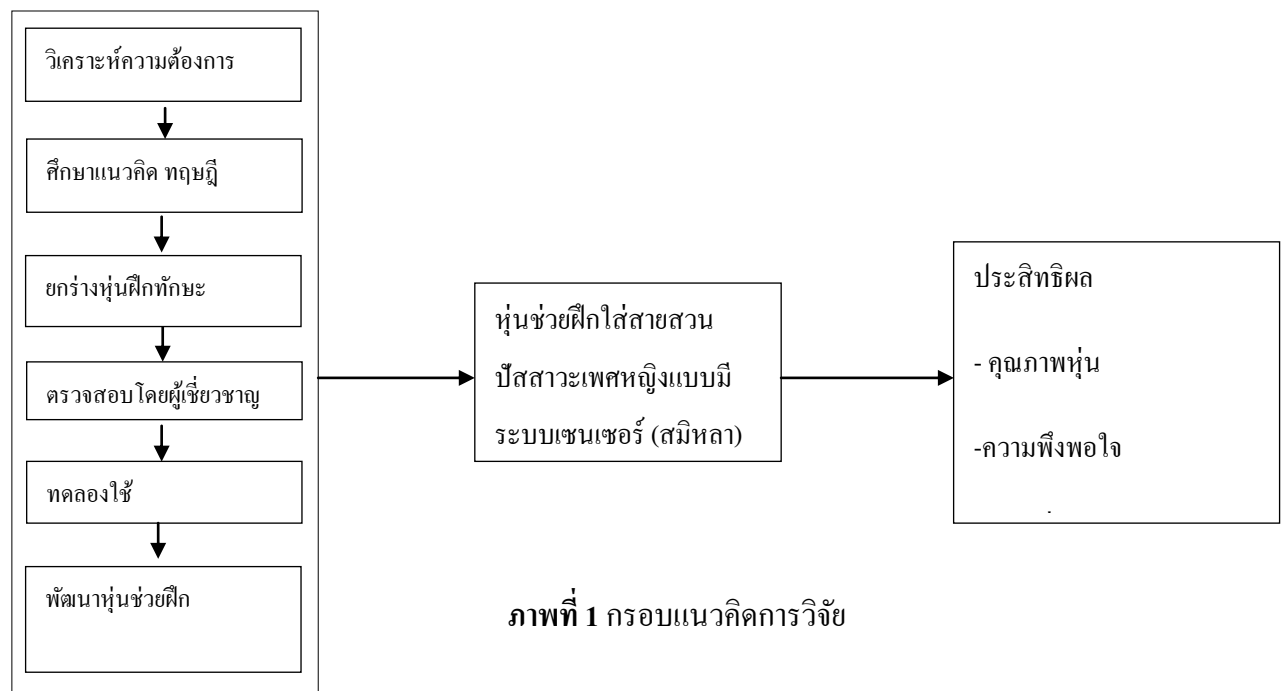 วิเคราะห์ความต้องการ
ศึกษาแนวคิด ทฤษฎี
ยกร่างหุ่นฝึกทักษะ
ตรวจสอบโดยผู้เชี่ยวชาญ
ทดลองใช้
พัฒนาหุ่นช่วยฝึก
หุ่นช่วยฝึกใส่สายสวน
ปัสสาวะเพศหญิงแบบมี
ระบบเซนเซอร์ (สมิหลา)
ประสิทธิผล
- คุณภาพหุ่น
-ความพึงพอใจ
ภาพที่ 1 กรอบแนวคิดการวิจัย